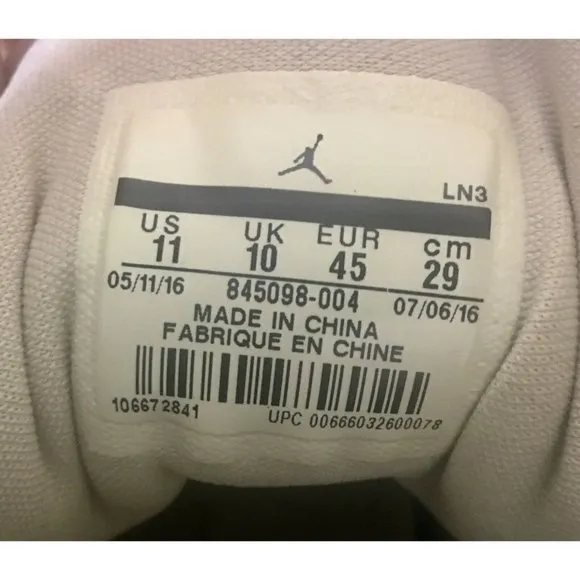 LN3
US UK EUR cm
11 10 45 29
05/11/16 845098-004 07/06/16
MADE IN CHINA
FABRIQUE EN CHINE
106672841 UPC 00666032600078